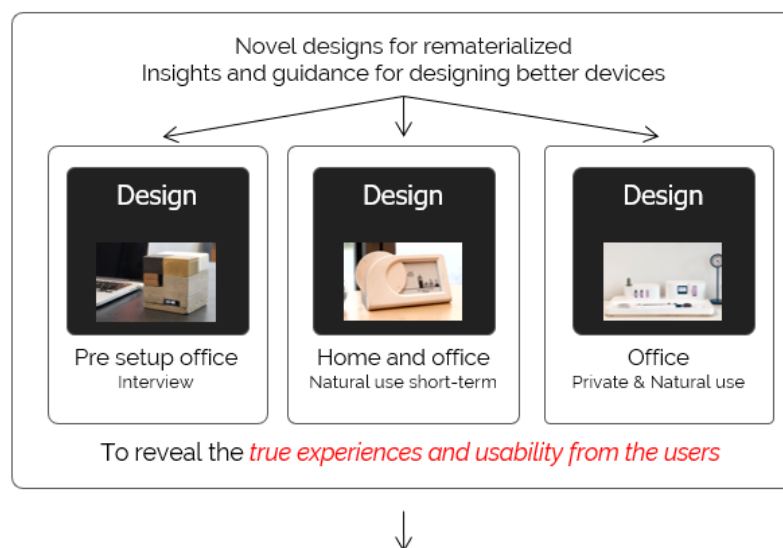 Novel designs for rematerialized
Insights and guidance for designing better devices
Design
Design
Design
Pre setup office
Interview
Home and office
Natural use short-term
Office
Private & Natural use
To reveal the true experiences and usability from the users